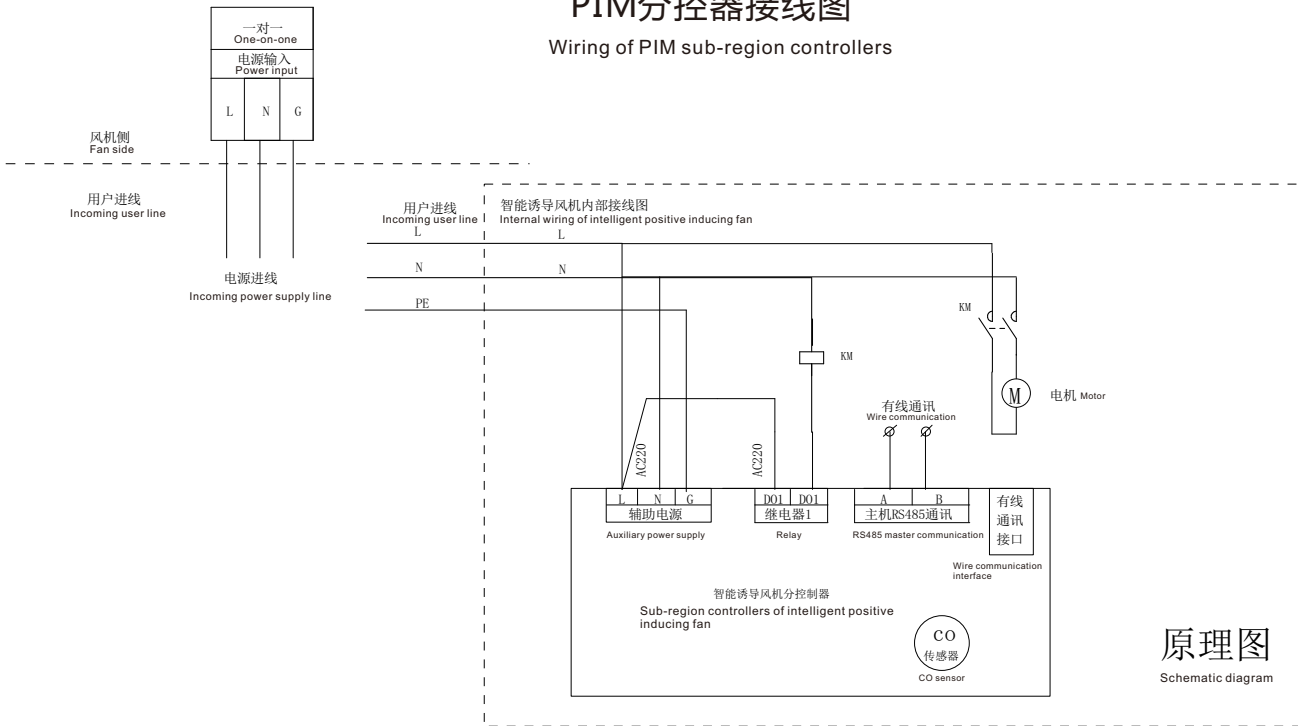 PIM分控器接线图
Wiring of PIM sub-region controllers
一对一
One-on-one
电源输入
Power input
L N G
风机侧
Fan side
用户进线
Incoming user line
电源进线
Incoming power supply line
用户进线
Incoming user line
智能诱导风机内部接线图
Internal wiring of intelligent positive inducing fan
L L
N N
PE
KM
KM
M
电机 Motor
有线通讯
Wire communication
AC220
AC220
L N G
辅助电源
Auxiliary power supply
DO1 DO1
继电器1
Relay
A B
主机RS485通讯
RS485 master communication
有线
通讯
接口
Wire communication
interface
智能诱导风机分控制器
Sub-region controllers of intelligent positive
inducing fan
CO
传感器
CO sensor
原理图
Schematic diagram